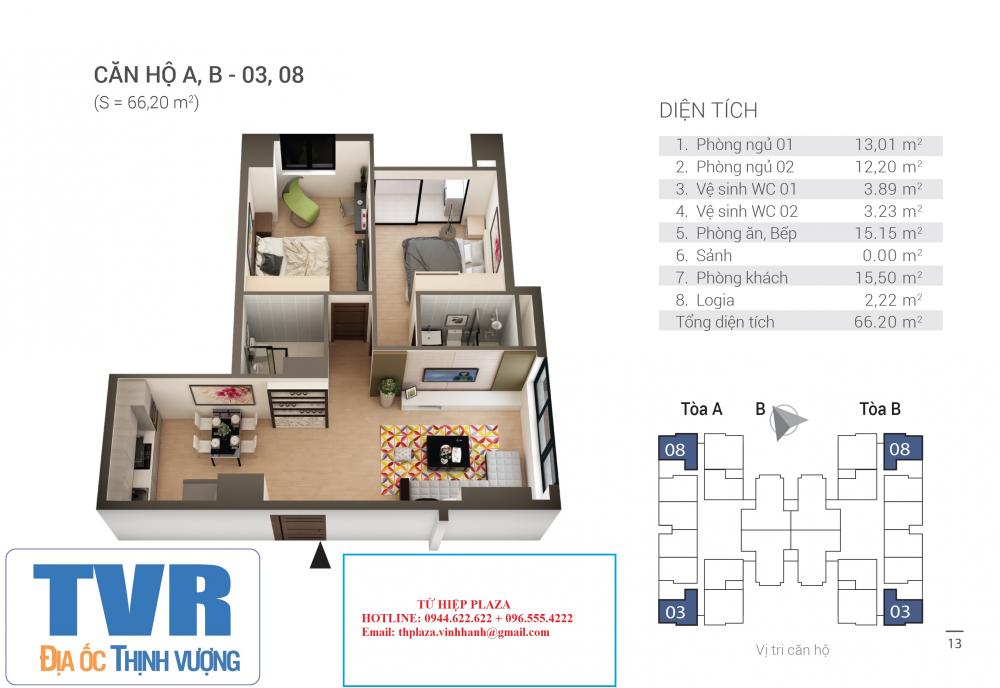 CĂN HỘ A, B - 03, 08
(S = 66,20 m²)
DIỆN TÍCH
1. Phòng ngủ 01 13,01 m²
2. Phòng ngủ 02 12,20 m²
3. Vệ sinh WC 01 3.89 m²
4. Vệ sinh WC 02 3.23 m²
5. Phòng ăn, Bếp 15.15 m²
6. Sảnh 0.00 m²
7. Phòng khách 15,50 m²
8. Logia 2,22 m²
Tổng diện tích 66.20 m²
Tòa A B Tòa B
08 08
03 03
Vị trí căn hộ
13
TVR
ĐỊA ỐC THỊNH VƯỢNG
TỨ HIỆP PLAZA
HOTLINE: 0944.622.622 + 096.555.4222
Email: thplaza.vinhhanh@gmail.com